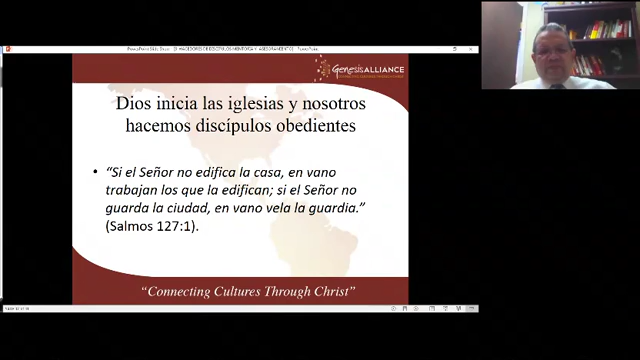 GenesisALLIANCE
Dios inicia las iglesias y nosotros
hacemos discípulos obedientes
• “Si el Señor no edifica la casa, en vano
trabajan los que la edifican; si el Señor no
guarda la ciudad, en vano vela la guardia.”
(Salmos 127:1).
“Connecting Cultures Through Christ”